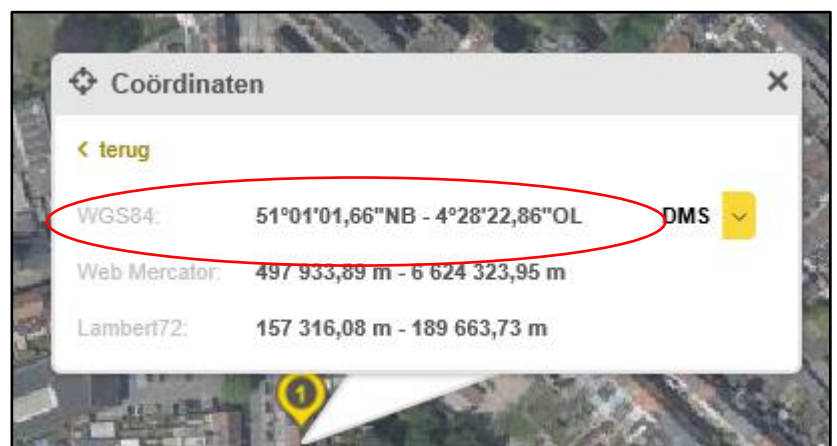 Coördinaten
terug
WGS84: 51°01'01,66"NB - 4°28'22,86"OL DMS
Web Mercator: 497 933,89 m - 6 624 323,95 m
Lambert72: 157 316,08 m - 189 663,73 m
1